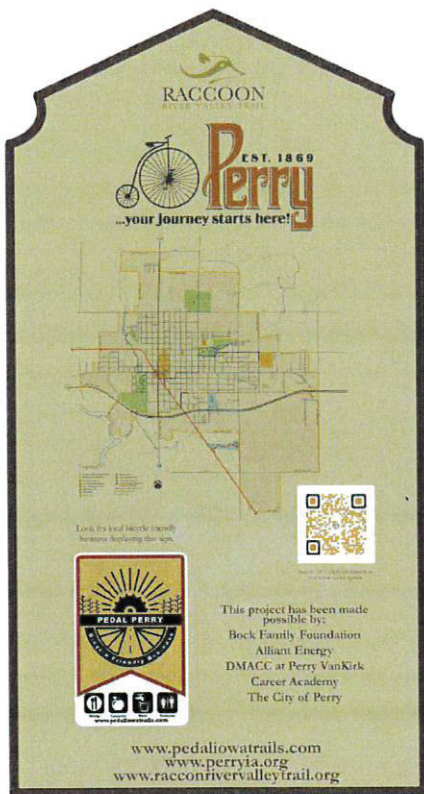 RACCOON
RIVER VALLEY TRAIL
EST. 1869
Perry
...your journey starts here!
Look for local bicycle friendly
business displaying this sign.
PEDAL PERRY
www.pedaliowatrails.com
This project has been made
possible by:
Bock Family Foundation
Alliant Energy
DMACC at Perry VanKirk
Career Academy
The City of Perry
www.pedaliowatrails.com
www.perryia.org
www.racconrivervalleytrail.org